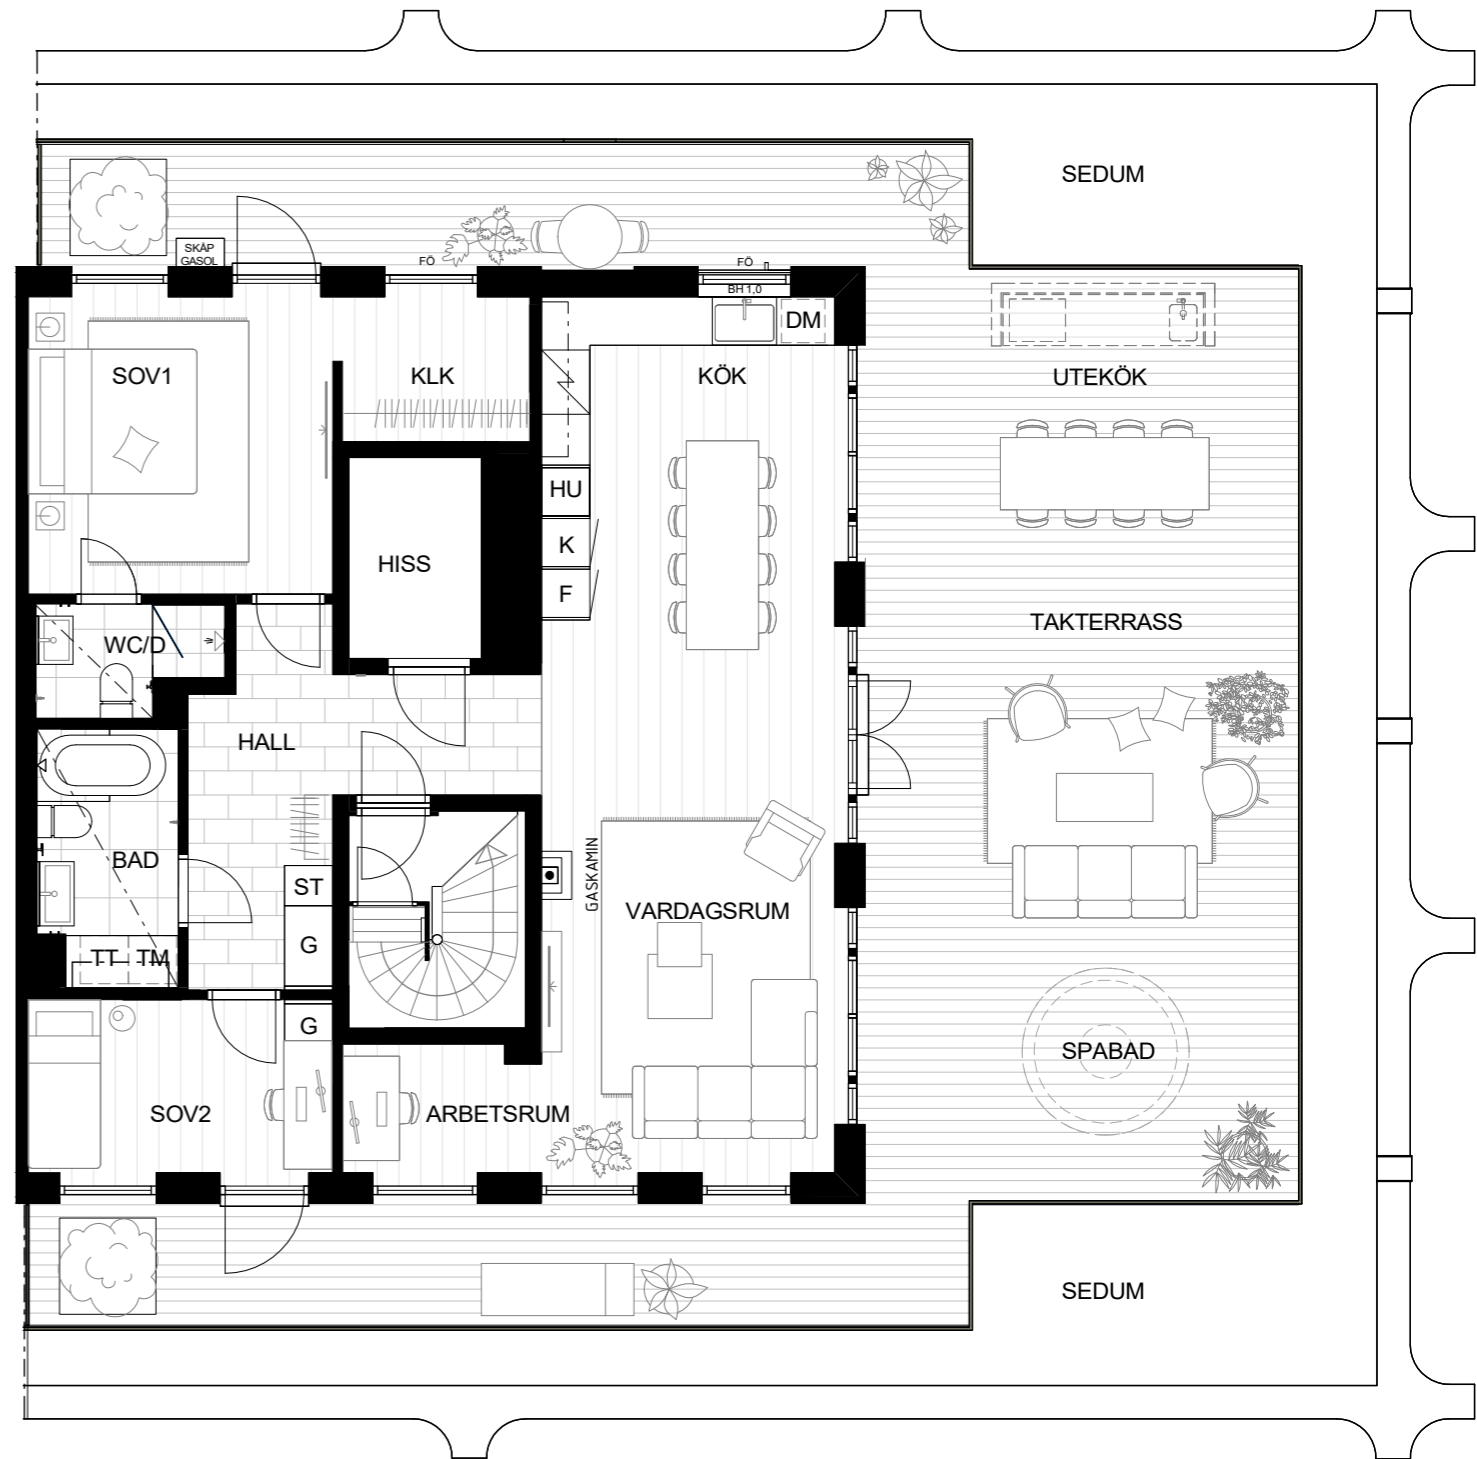 SEDUM
SKÅP
GASOL
FÖ
FÖ
BH 1,0
DM
SOV1
KLK
KÖK
UTEKÖK
HU
K
HISS
F
TAKTERRASS
WC/D
HALL
BAD
GASKAMIN
ST
VARDAGSRUM
G
TT TM
G
SPABAD
SOV2
ARBETSRUM
SEDUM